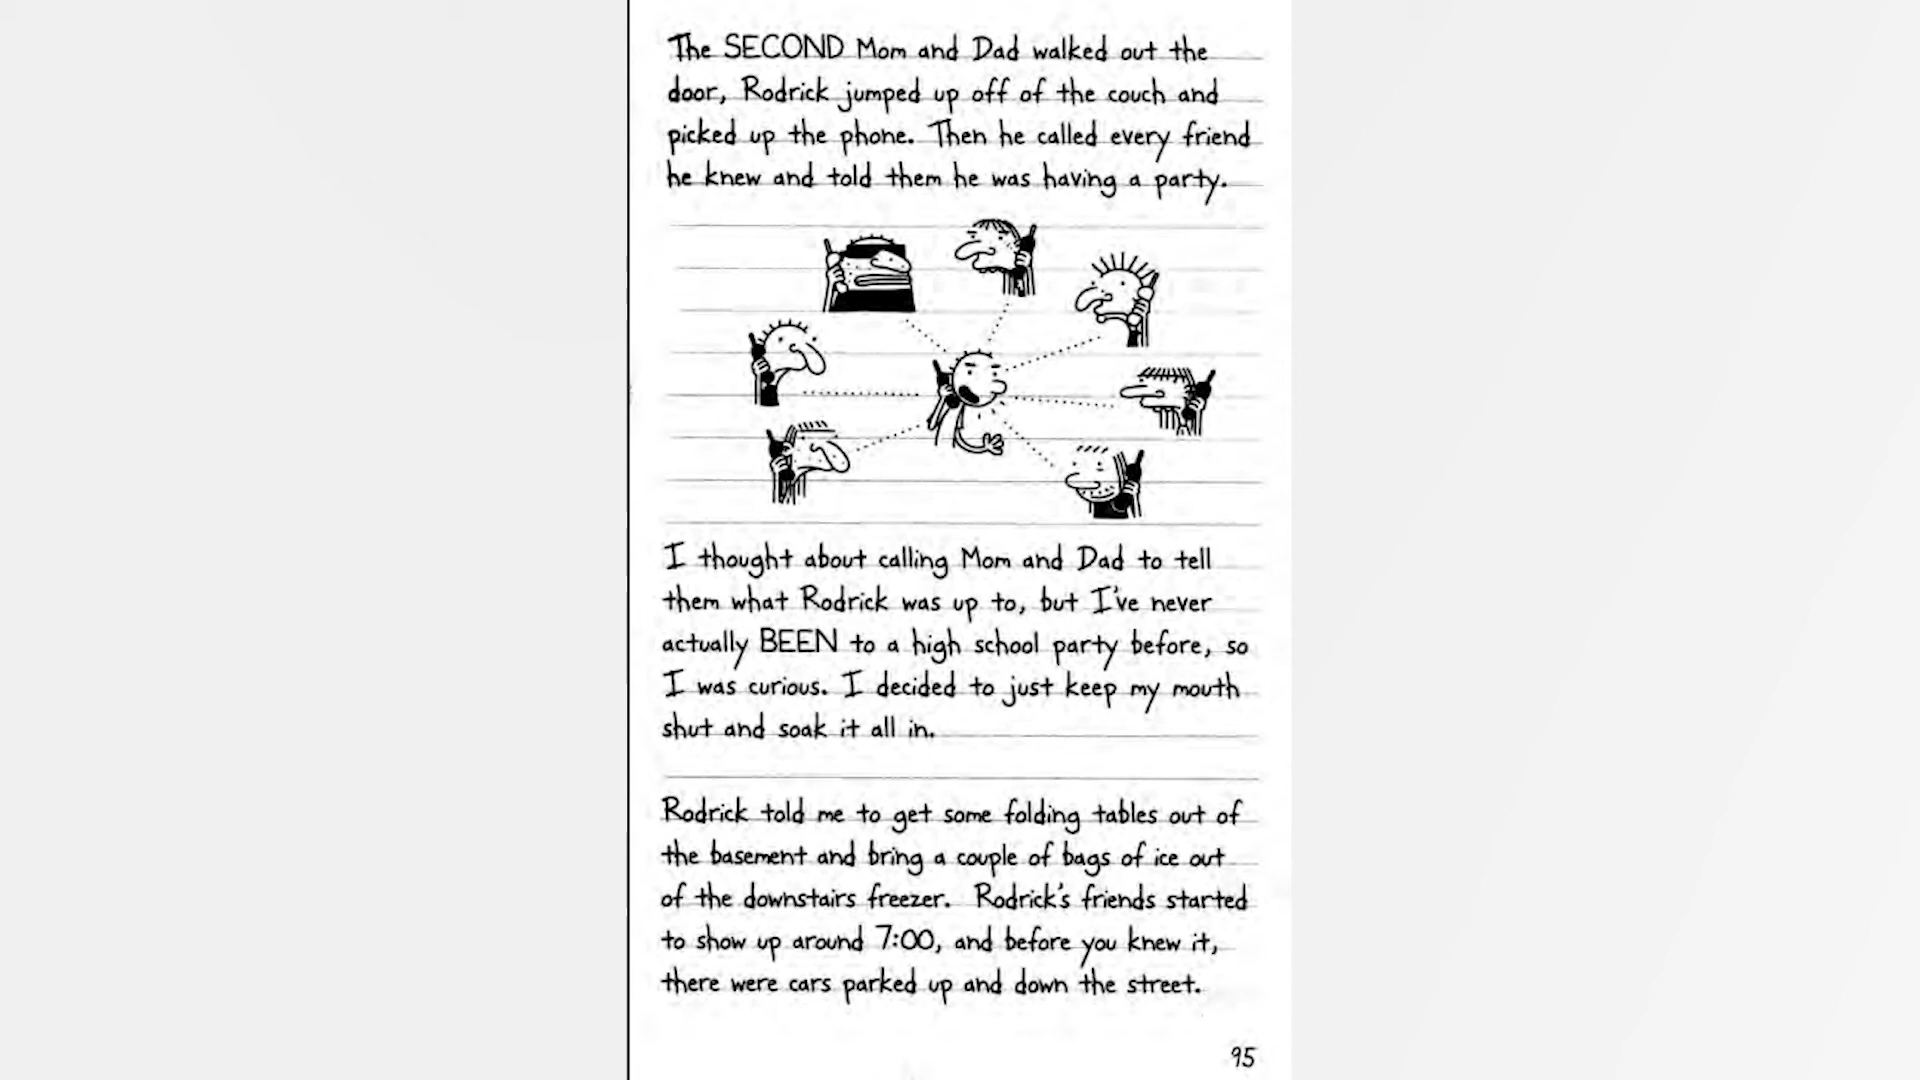 The SECOND Mom and Dad walked out the
door, Rodrick jumped up off of the couch and
picked up the phone. Then he called every friend
he knew and told them he was having a party.
I thought about calling Mom and Dad to tell
them what Rodrick was up to, but I've never
actually BEEN to a high school party before, so
I was curious. I decided to just keep my mouth
shut and soak it all in.
Rodrick told me to get some folding tables out of
the basement and bring a couple of bags of ice out
of the downstairs freezer. Rodrick's friends started
to show up around 7:00, and before you knew it,
there were cars parked up and down the street.
95